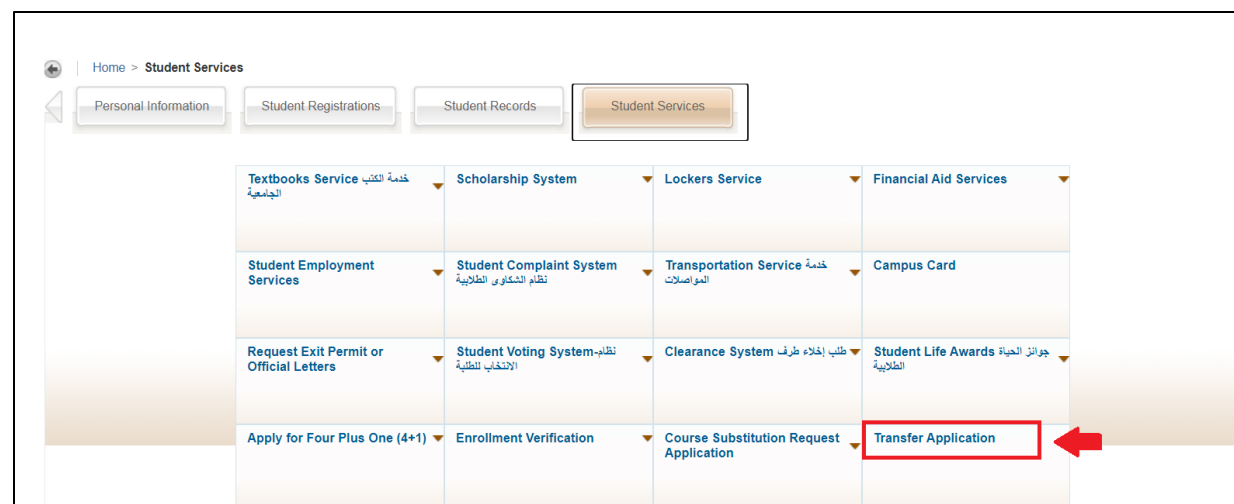 Home > Student Services
Personal Information
Student Registrations
Student Records
Student Services
Textbooks Service خدمة الكتب
الجامعية
Scholarship System
Lockers Service
Financial Aid Services
Student Employment
Services
Student Complaint System
نظام الشكاوى الطلابية
Transportation Service خدمة
المواصلات
Campus Card
Request Exit Permit or
Official Letters
Student Voting System-نظام
الانتخاب للطلبة
Clearance System طلب إخلاء طرف
Student Life Awards جوائز الحياة
الطلابية
Apply for Four Plus One (4+1)
Enrollment Verification
Course Substitution Request
Application
Transfer Application